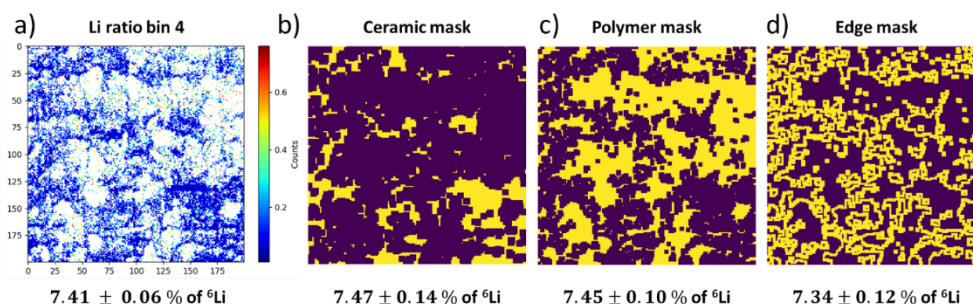 a) Li ratio bin 4
b) Ceramic mask
c) Polymer mask
d) Edge mask
0
25
50
75
100
125
150
175
0 25 50 75 100 125 150 175
0.6
0.4
0.2
Counts
7.41 ± 0.06 % of ⁶Li
7.47 ± 0.14 % of ⁶Li
7.45 ± 0.10 % of ⁶Li
7.34 ± 0.12 % of ⁶Li